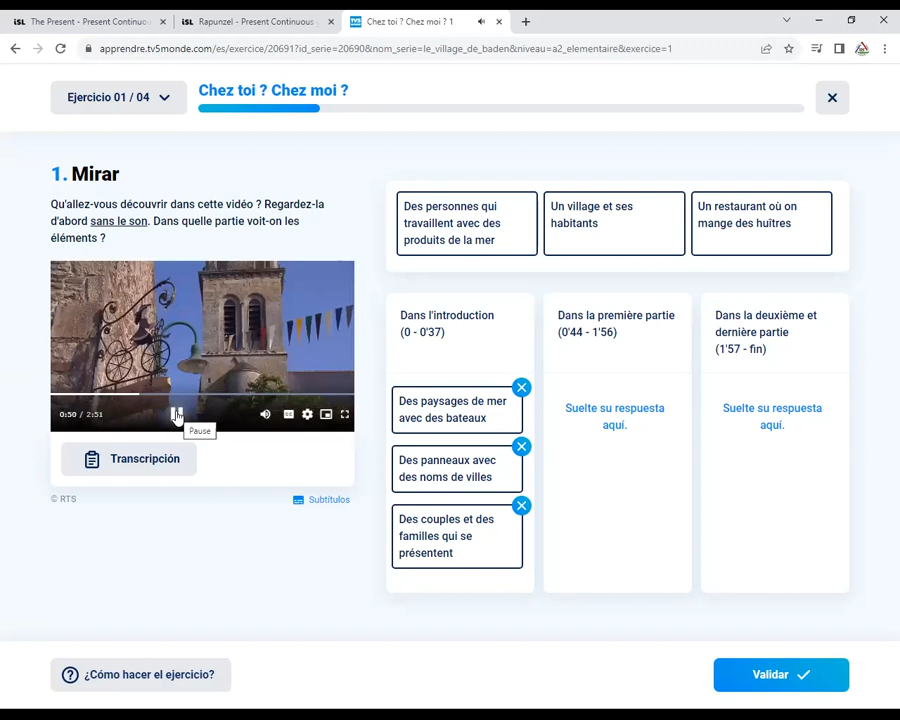 The Present - Present Continuou
Rapunzel - Present Continuous
Chez toi ? Chez moi ? 1
apprendre.tv5monde.com/es/exercice/20691?id_serie=20690&nom_serie=le_village_de_baden&niveau=a2_elementaire&exercice=1
Ejercicio 01 / 04
Chez toi ? Chez moi ?
1. Mirar
Qu'allez-vous découvrir dans cette vidéo ? Regardez-la
d'abord sans le son. Dans quelle partie voit-on les
éléments ?
0:50 / 2:51
Pause
Transcripción
© RTS
Subtítulos
Des personnes qui
travaillent avec des
produits de la mer
Un village et ses
habitants
Un restaurant où on
mange des huîtres
Dans l'introduction
(0 - 0'37)
Des paysages de mer
avec des bateaux
Des panneaux avec
des noms de villes
Des couples et des
familles qui se
présentent
Dans la première partie
(0'44 - 1'56)
Suelte su respuesta
aquí.
Dans la deuxième et
dernière partie
(1'57 - fin)
Suelte su respuesta
aquí.
¿Cómo hacer el ejercicio?
Validar